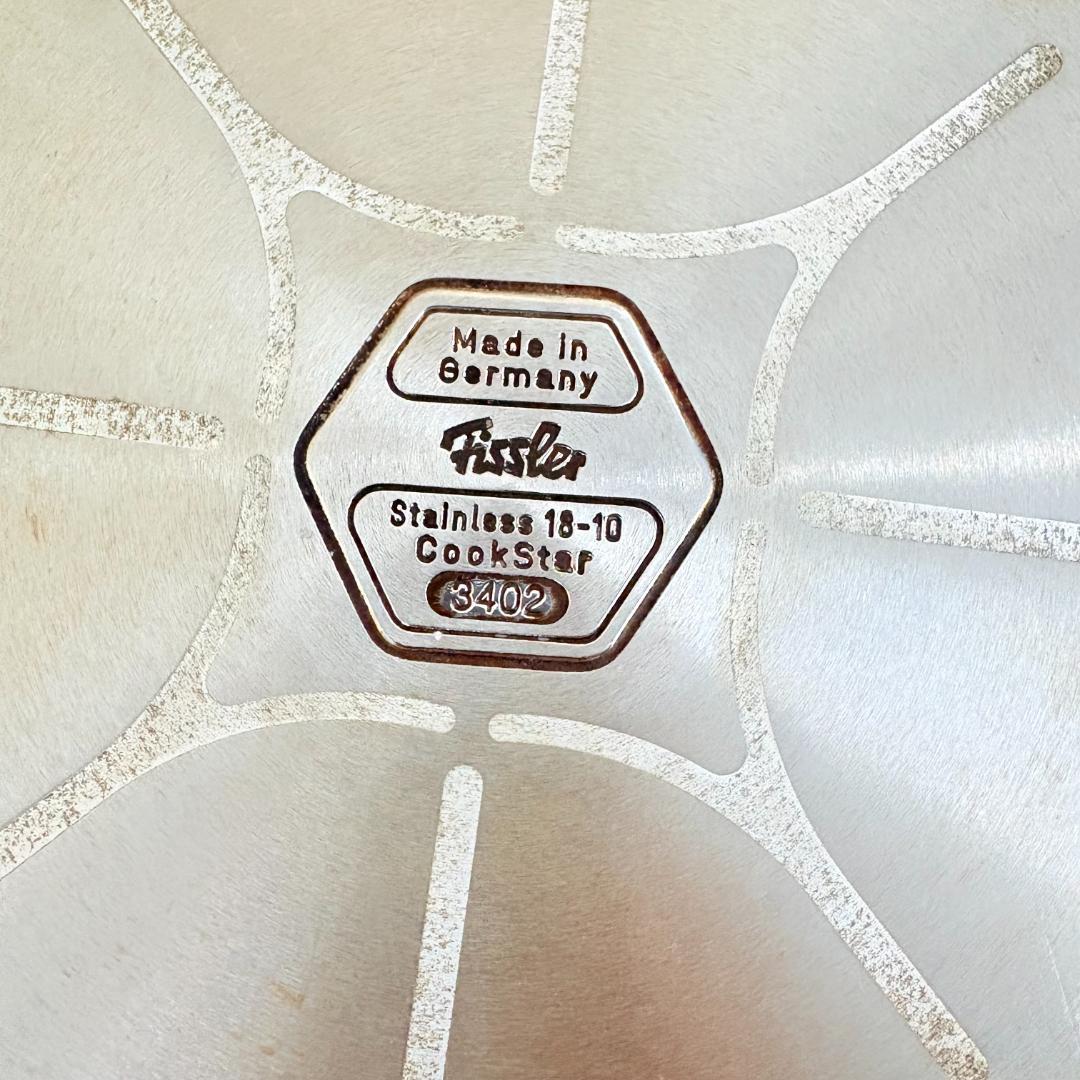 Made in
Germany
Fissler
Stainless 18-10
CookStar
3402